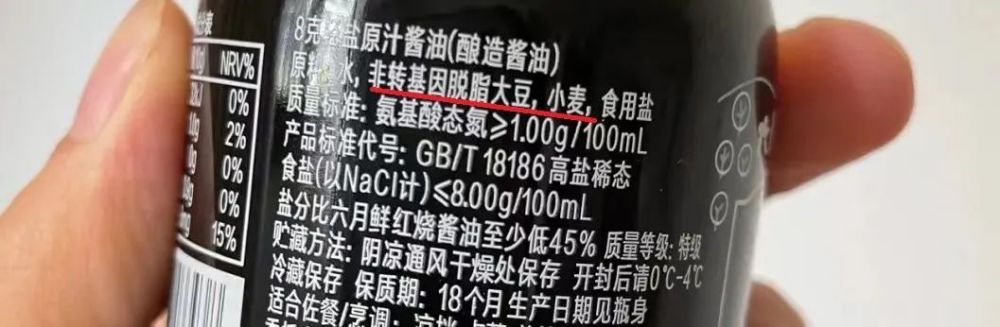 NRV%
0%
2%
0%
0%
15%
8克轻盐原汁酱油(酿造酱油)
原料:水, 非转基因脱脂大豆, 小麦, 食用盐
质量标准: 氨基酸态氮≥1.00g/100mL
产品标准代号: GB/T 18186 高盐稀态
食盐(以NaCl计)≤8.00g/100mL
盐分比六月鲜红烧酱油至少低45% 质量等级: 特级
贮藏方法: 阴凉通风干燥处保存 开封后请0℃-4℃
冷藏保存 保质期: 18个月 生产日期见瓶身
适合佐餐/烹调: